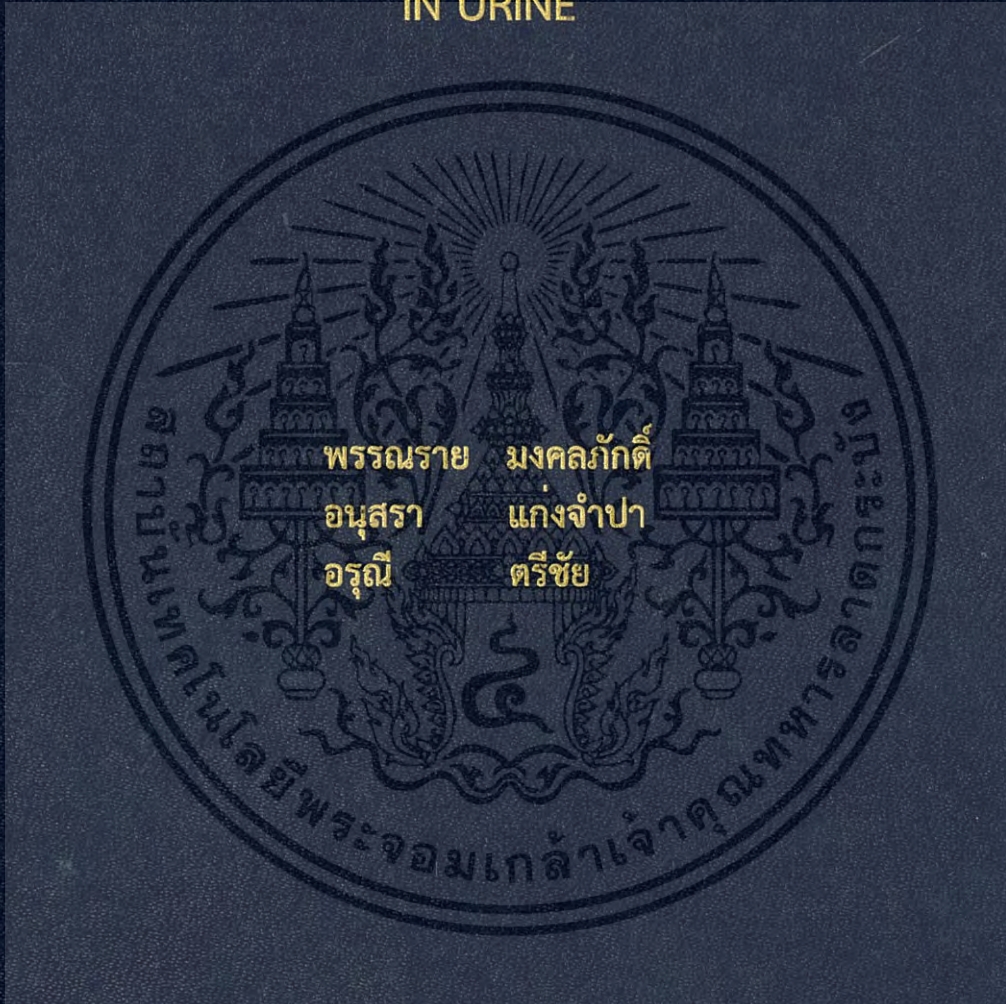 IN URINE
พรรณราย มงคลภักดิ์
อนุสรา แก่งจำปา
อรุณี ตรีชัย
๔
สถาบันเทคโนโลยีพระจอมเกล้าเจ้าคุณทหารลาดกระบัง